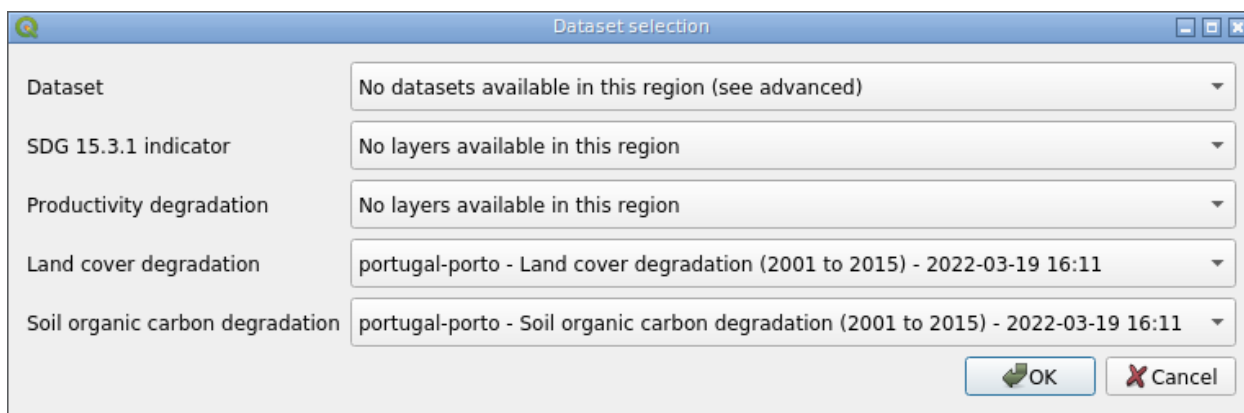 Dataset selection
Dataset No datasets available in this region (see advanced)
SDG 15.3.1 indicator No layers available in this region
Productivity degradation No layers available in this region
Land cover degradation portugal-porto - Land cover degradation (2001 to 2015) - 2022-03-19 16:11
Soil organic carbon degradation portugal-porto - Soil organic carbon degradation (2001 to 2015) - 2022-03-19 16:11
OK Cancel